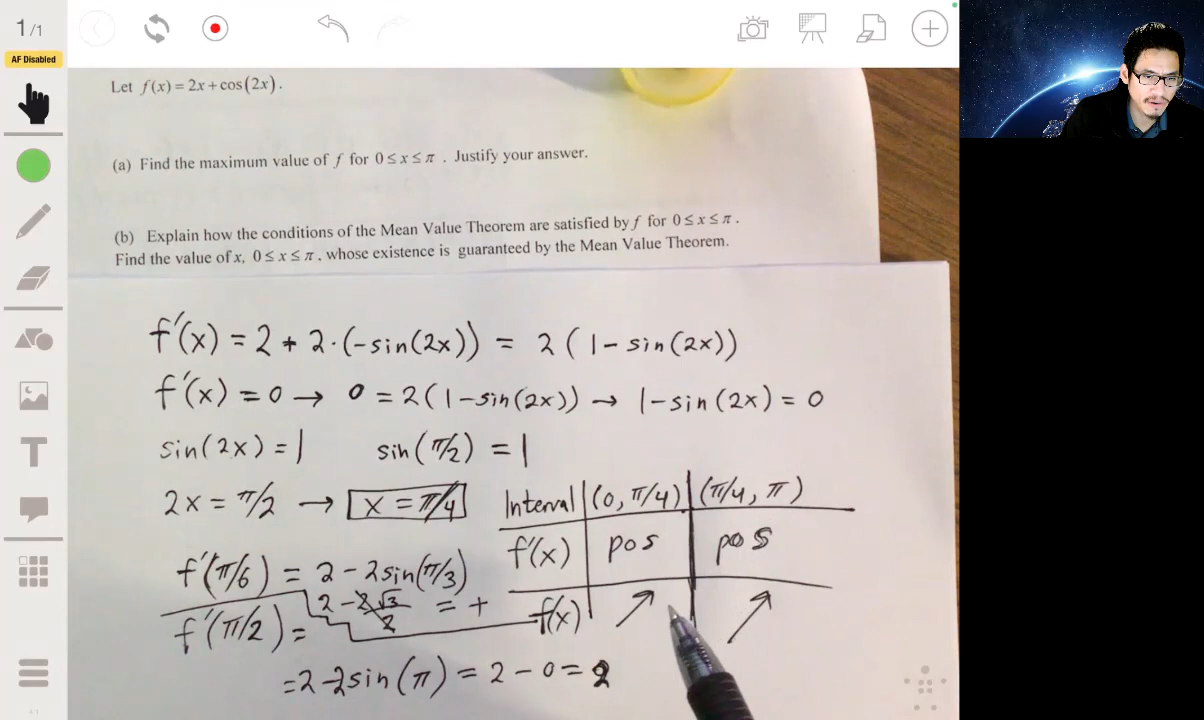 1/1
AF Disabled
Let f(x) = 2x + cos(2x).
(a) Find the maximum value of f for 0 ≤ x ≤ π . Justify your answer.
(b) Explain how the conditions of the Mean Value Theorem are satisfied by f for 0 ≤ x ≤ π .
Find the value of x, 0 ≤ x ≤ π , whose existence is guaranteed by the Mean Value Theorem.
f'(x) = 2 + 2·(-sin(2x)) = 2(1-sin(2x))
f'(x) = 0 → 0 = 2(1-sin(2x)) → 1-sin(2x) = 0
sin(2x) = 1 sin(π/2) = 1
2x = π/2 → x = π/4
Interval (0, π/4) (π/4, π)
f'(x) pos pos
f(x) ↗ ↗
f'(π/6) = 2 - 2sin(π/3)
2 - 2√3/2 = +
f'(π/2) =
= 2-2sin(π) = 2 - 0 = 2
T